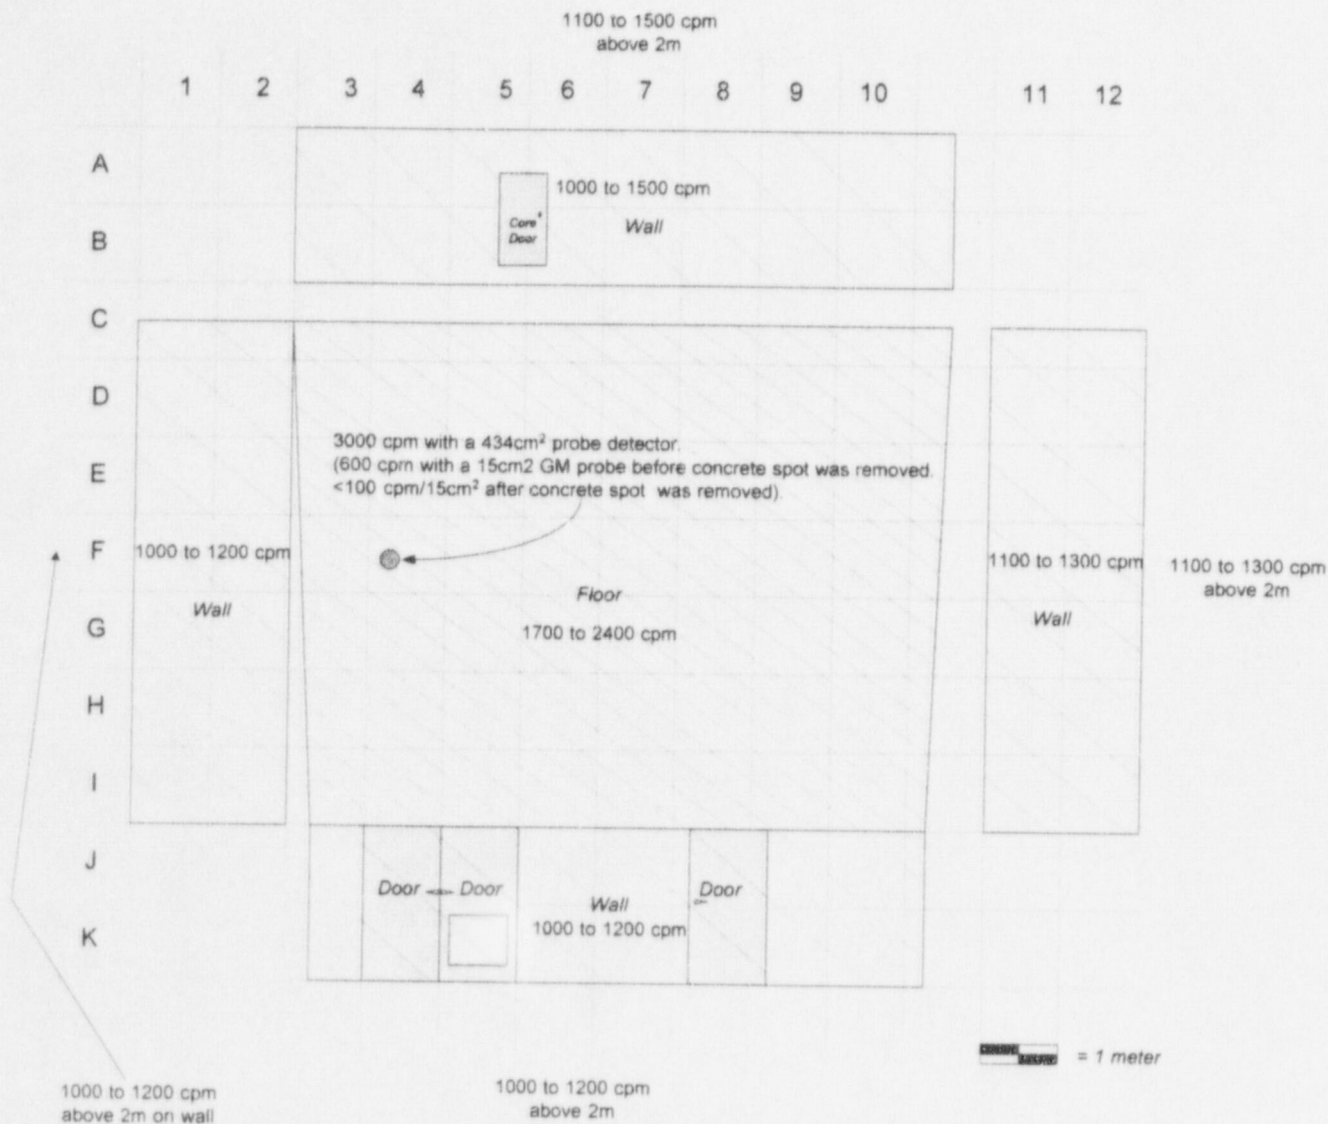 1100 to 1500 cpm
above 2m
1 2 3 4 5 6 7 8 9 10 11 12
A
1000 to 1500 cpm
Core
Door
Wall
B
C
D
3000 cpm with a 434cm² probe detector.
(600 cpm with a 15cm2 GM probe before concrete spot was removed.
<100 cpm/15cm² after concrete spot was removed).
E
F
1000 to 1200 cpm
Wall
Floor
1700 to 2400 cpm
1100 to 1300 cpm
Wall
1100 to 1300 cpm
above 2m
G
H
I
J
Door Door
Wall
1000 to 1200 cpm
Door
K
= 1 meter
1000 to 1200 cpm
above 2m on wall
1000 to 1200 cpm
above 2m